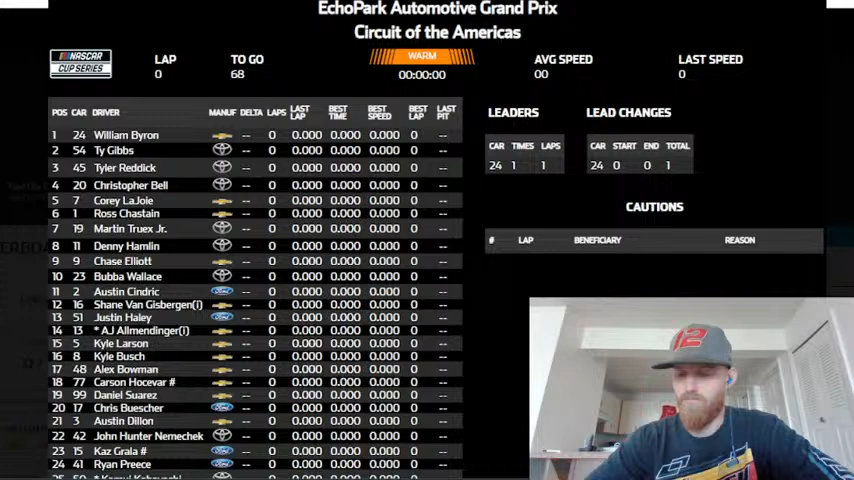 EchoPark Automotive Grand Prix
Circuit of the Americas
NASCAR CUP SERIES
LAP 0
TO GO 68
WARM 00:00:00
AVG SPEED 00
LAST SPEED 0
POS CAR DRIVER MANUF DELTA LAPS LAST LAP BEST TIME BEST SPEED BEST LAP LAST PIT
1 24 William Byron -- 0 0.000 0.000 0.000 0 --
2 54 Ty Gibbs -- 0 0.000 0.000 0.000 0 --
3 45 Tyler Reddick -- 0 0.000 0.000 0.000 0 --
4 20 Christopher Bell -- 0 0.000 0.000 0.000 0 --
5 7 Corey LaJoie -- 0 0.000 0.000 0.000 0 --
6 1 Ross Chastain -- 0 0.000 0.000 0.000 0 --
7 19 Martin Truex Jr. -- 0 0.000 0.000 0.000 0 --
8 11 Denny Hamlin -- 0 0.000 0.000 0.000 0 --
9 9 Chase Elliott -- 0 0.000 0.000 0.000 0 --
10 23 Bubba Wallace -- 0 0.000 0.000 0.000 0 --
11 2 Austin Cindric Ford -- 0 0.000 0.000 0.000 0 --
12 16 Shane Van Gisbergen(i) -- 0 0.000 0.000 0.000 0 --
13 51 Justin Haley Ford -- 0 0.000 0.000 0.000 0 --
14 13 * AJ Allmendinger(i) -- 0 0.000 0.000 0.000 0 --
15 5 Kyle Larson -- 0 0.000 0.000 0.000 0 --
16 8 Kyle Busch -- 0 0.000 0.000 0.000 0 --
17 48 Alex Bowman -- 0 0.000 0.000 0.000 0 --
18 77 Carson Hocevar # -- 0 0.000 0.000 0.000 0 --
19 99 Daniel Suarez -- 0 0.000 0.000 0.000 0 --
20 17 Chris Buescher Ford -- 0 0.000 0.000 0.000 0 --
21 3 Austin Dillon -- 0 0.000 0.000 0.000 0 --
22 42 John Hunter Nemechek -- 0 0.000 0.000 0.000 0 --
23 15 Kaz Grala # Ford -- 0 0.000 0.000 0.000 0 --
24 41 Ryan Preece Ford -- 0 0.000 0.000 0.000 0 --
LEADERS
CAR TIMES LAPS
24 1 1
LEAD CHANGES
CAR START END TOTAL
24 0 0 1
CAUTIONS
# LAP BENEFICIARY REASON
12